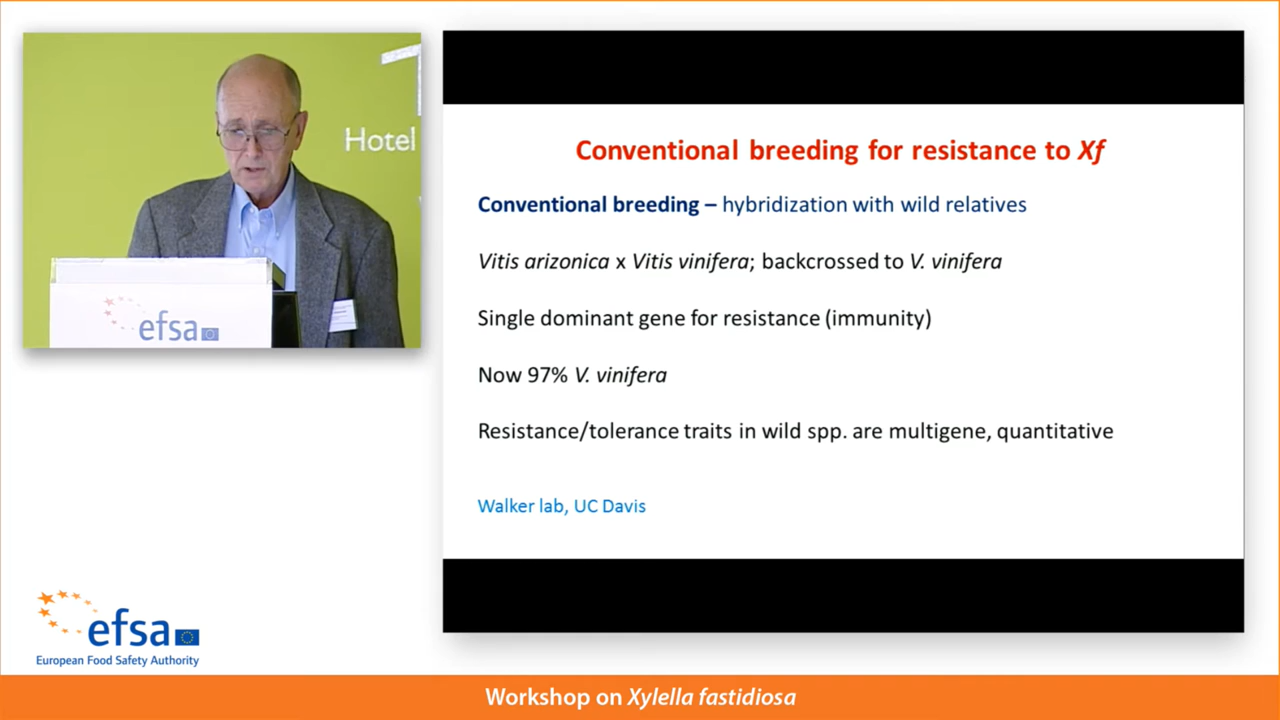 Hotel
efsa
Conventional breeding for resistance to Xf
Conventional breeding – hybridization with wild relatives
Vitis arizonica x Vitis vinifera; backcrossed to V. vinifera
Single dominant gene for resistance (immunity)
Now 97% V. vinifera
Resistance/tolerance traits in wild spp. are multigene, quantitative
Walker lab, UC Davis
efsa
European Food Safety Authority
Workshop on Xylella fastidiosa